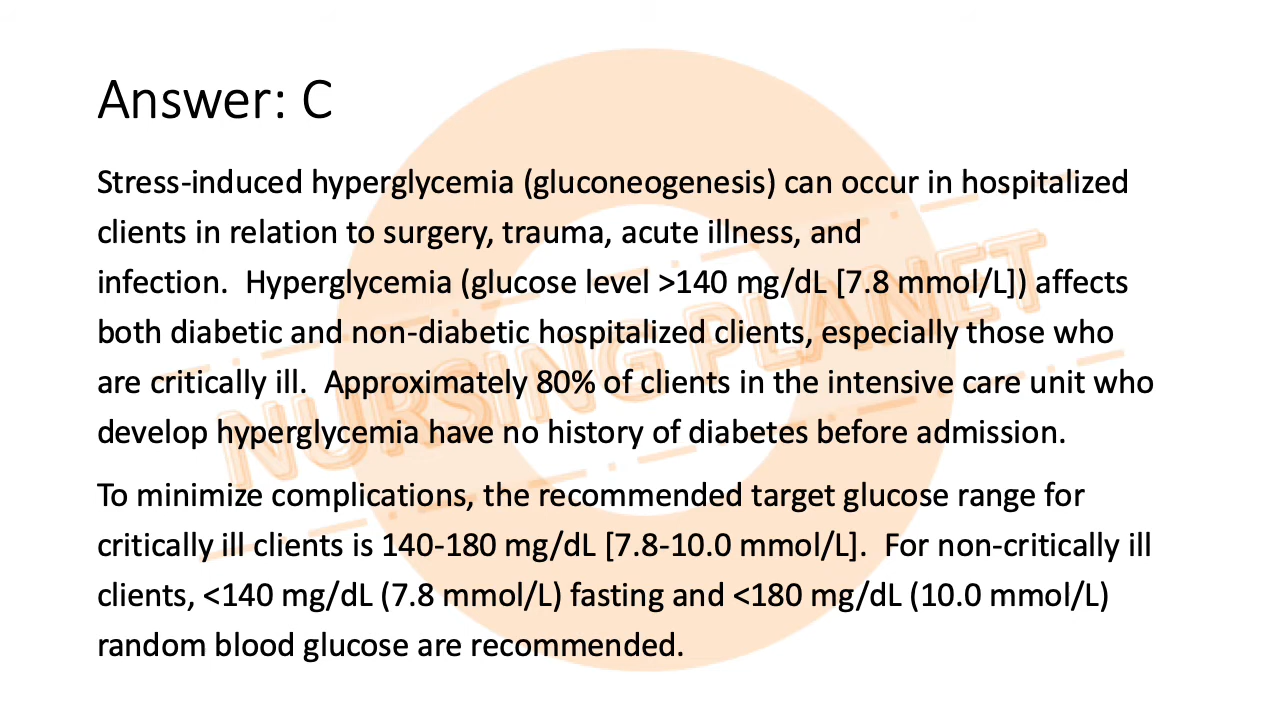 Answer: C
Stress-induced hyperglycemia (gluconeogenesis) can occur in hospitalized
clients in relation to surgery, trauma, acute illness, and
infection.  Hyperglycemia (glucose level >140 mg/dL [7.8 mmol/L]) affects
both diabetic and non-diabetic hospitalized clients, especially those who
are critically ill.  Approximately 80% of clients in the intensive care unit who
develop hyperglycemia have no history of diabetes before admission.
To minimize complications, the recommended target glucose range for
critically ill clients is 140-180 mg/dL [7.8-10.0 mmol/L].  For non-critically ill
clients, <140 mg/dL (7.8 mmol/L) fasting and <180 mg/dL (10.0 mmol/L)
random blood glucose are recommended.
NURSING PLANET